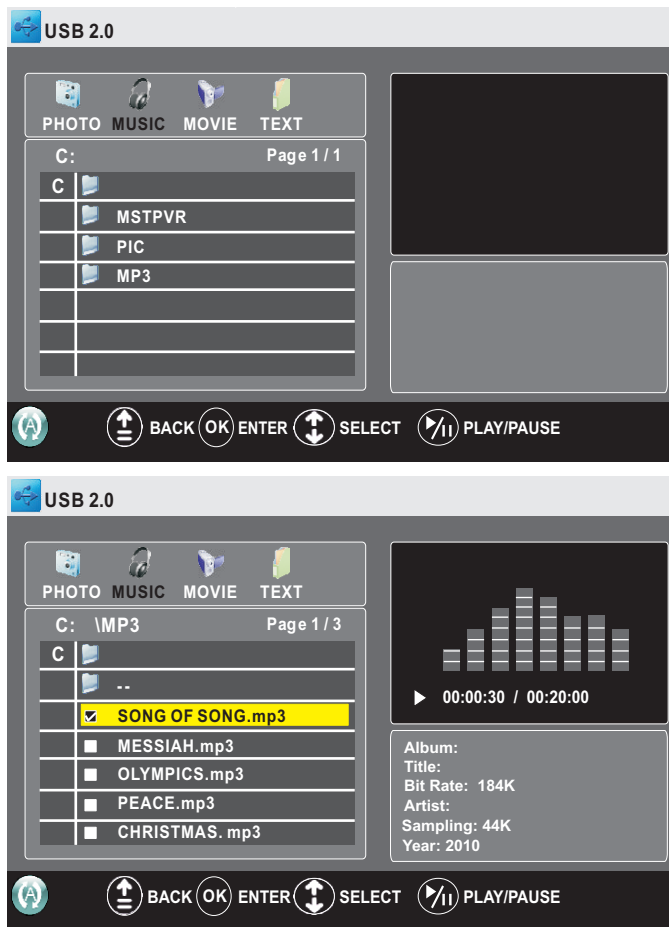 USB 2.0
PHOTO MUSIC MOVIE TEXT
C: Page 1 / 1
C
MSTPVR
PIC
MP3
A BACK OK ENTER SELECT PLAY/PAUSE
USB 2.0
PHOTO MUSIC MOVIE TEXT
C: \MP3 Page 1 / 3
C
--
SONG OF SONG.mp3
MESSIAH.mp3
OLYMPICS.mp3
PEACE.mp3
CHRISTMAS. mp3
00:00:30 / 00:20:00
Album:
Title:
Bit Rate: 184K
Artist:
Sampling: 44K
Year: 2010
A BACK OK ENTER SELECT PLAY/PAUSE